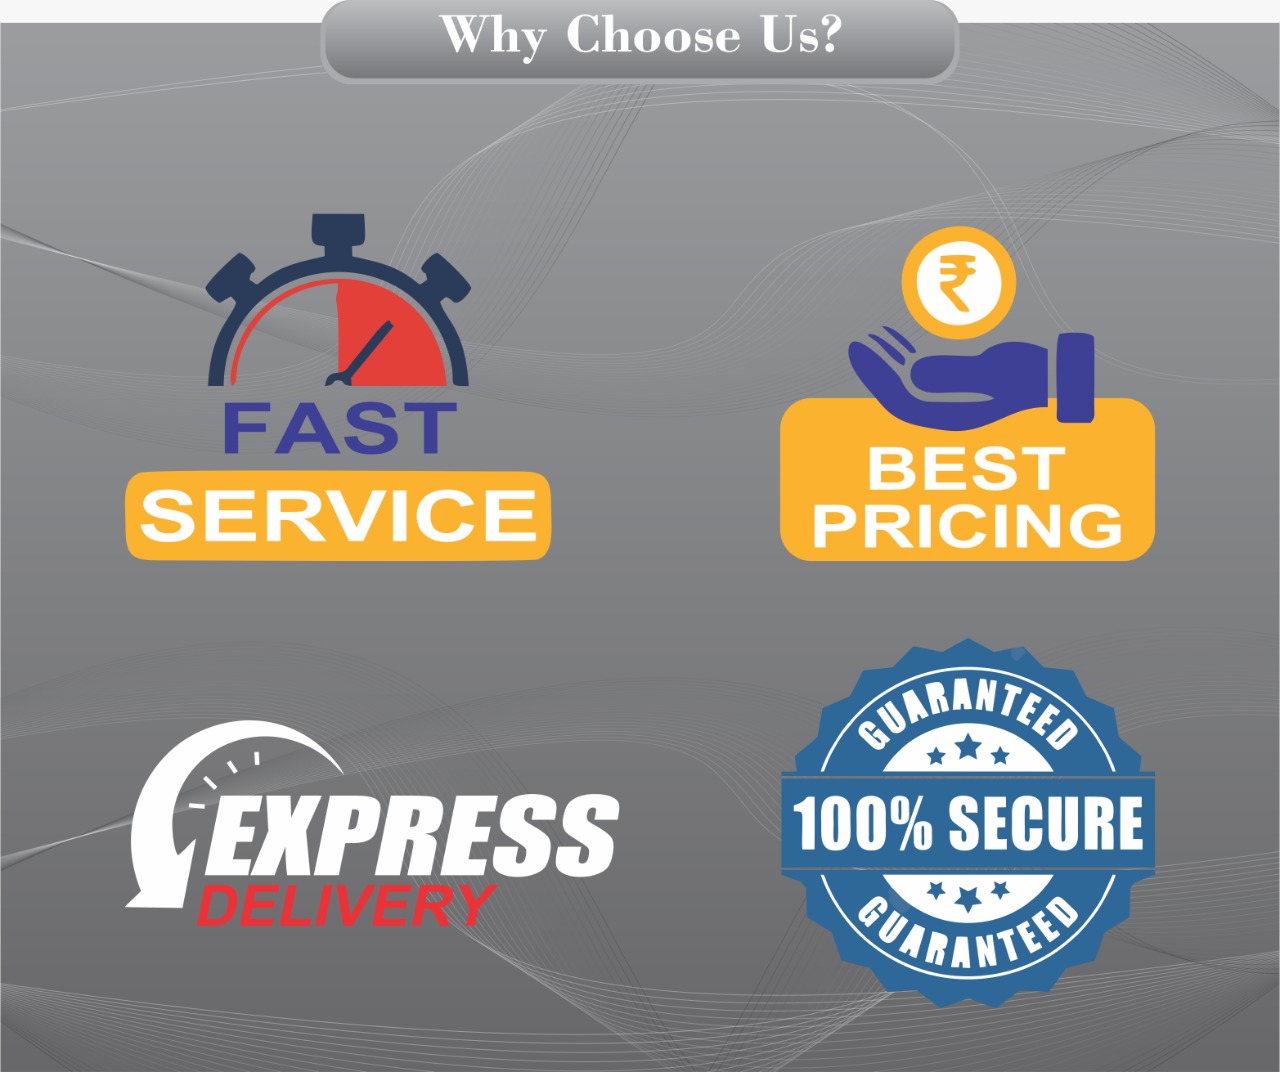 Why Choose Us?
FAST
SERVICE
₹
BEST
PRICING
EXPRESS
DELIVERY
GUARANTEED
100% SECURE
GUARANTEED